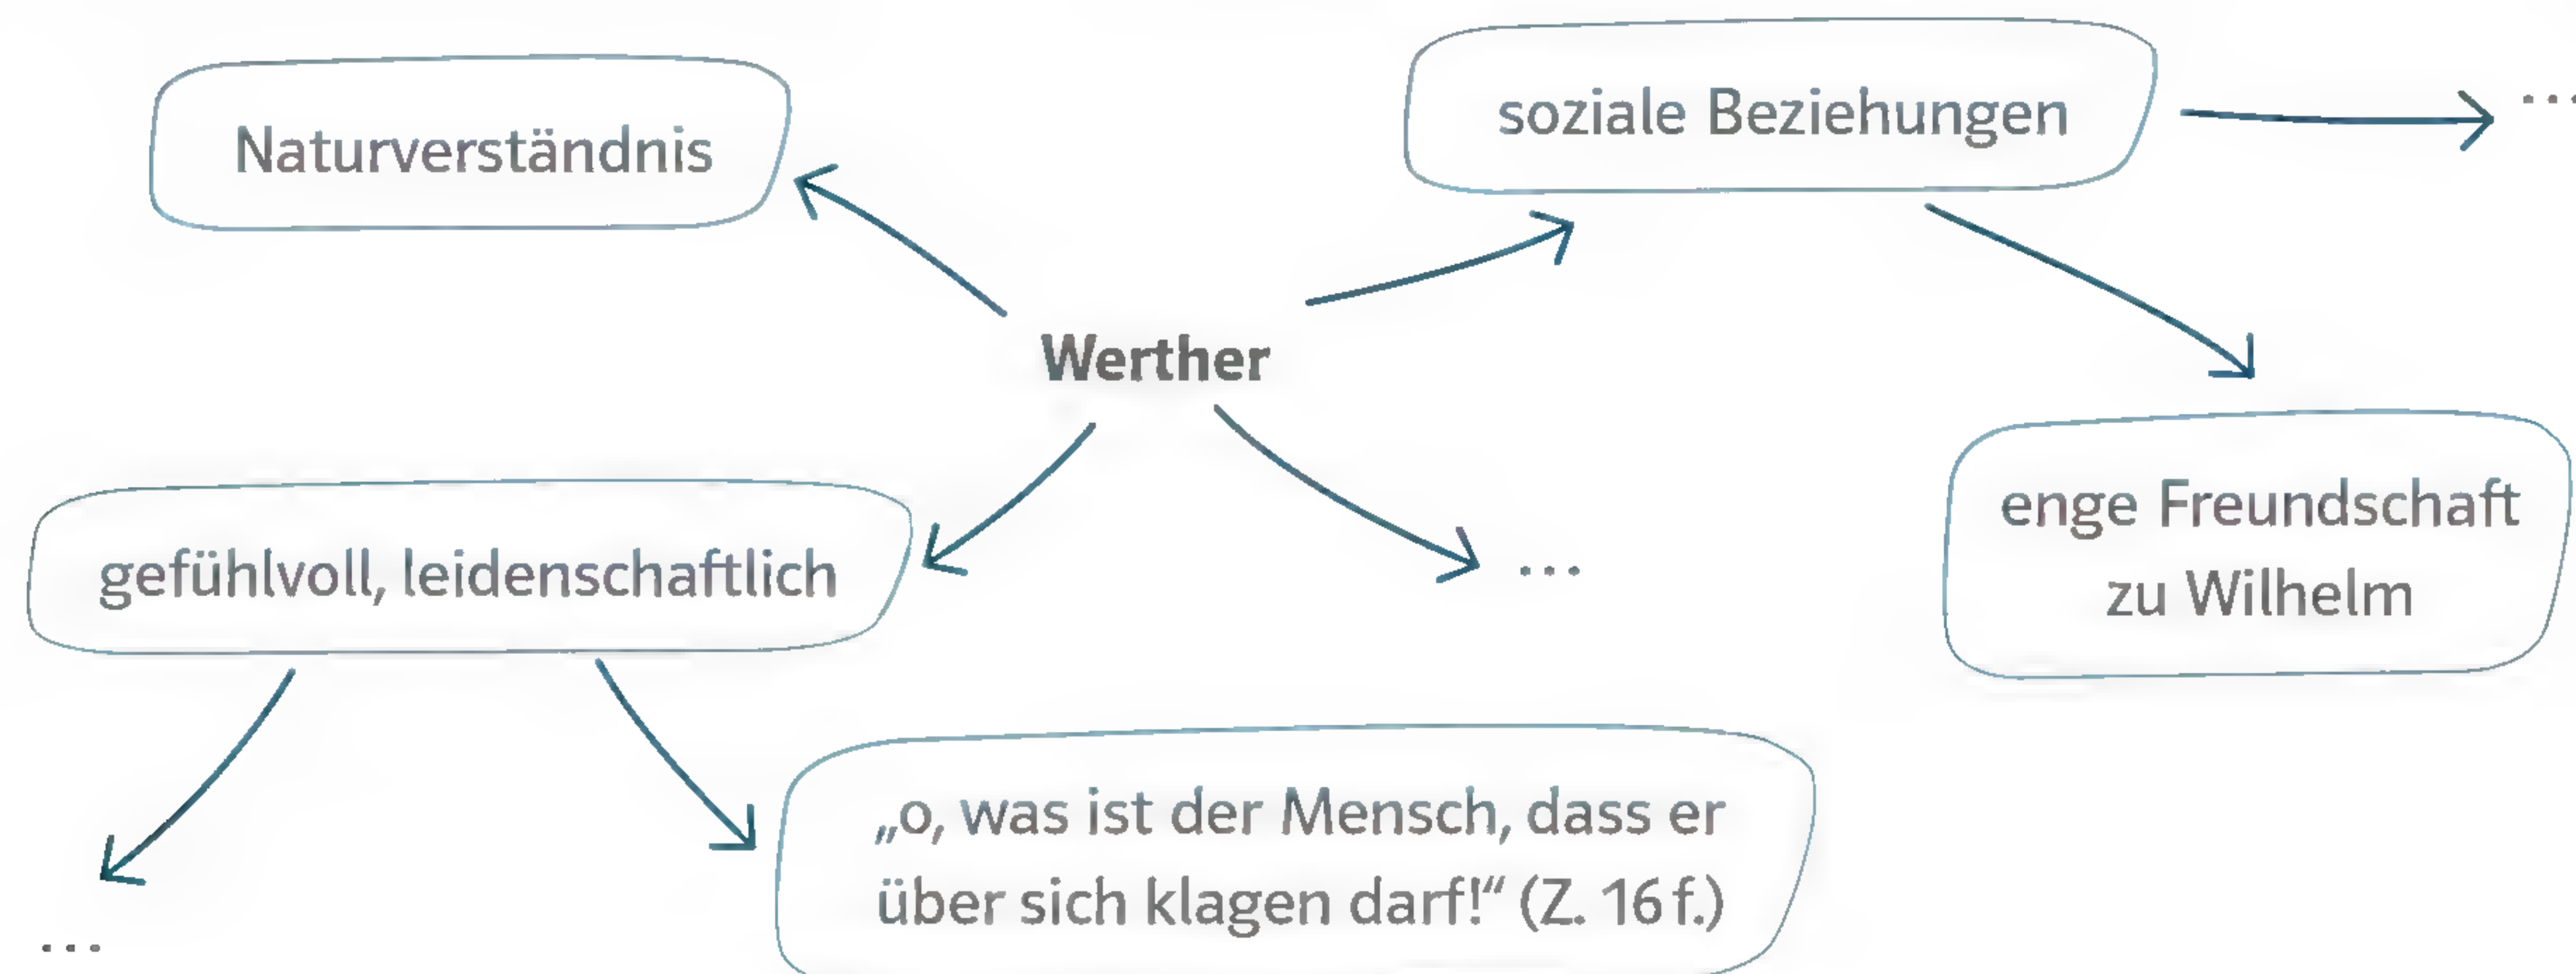 Naturverständnis
soziale Beziehungen
...
Werther
gefühlvoll, leidenschaftlich
...
enge Freundschaft
zu Wilhelm
„o, was ist der Mensch, dass er
über sich klagen darf!“ (Z. 16 f.)
...